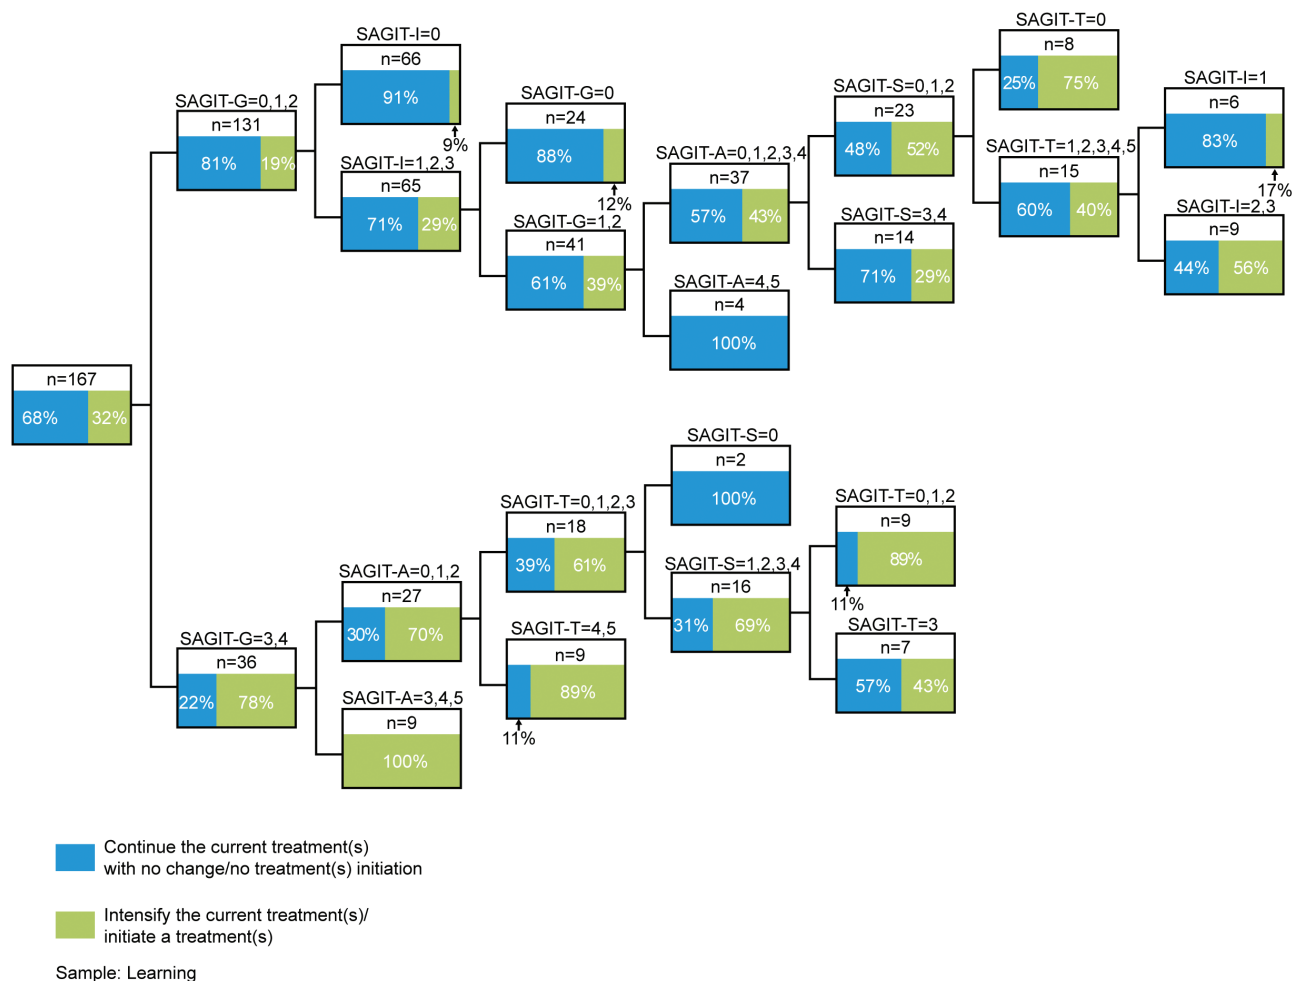 SAGIT-T=0
n=8
25% 75%
SAGIT-I=0
n=66
91%
9%
SAGIT-G=0,1,2
n=131
81% 19%
SAGIT-G=0
n=24
88%
12%
SAGIT-S=0,1,2
n=23
48% 52%
SAGIT-I=1
n=6
83%
17%
SAGIT-I=1,2,3
n=65
71% 29%
SAGIT-A=0,1,2,3,4
n=37
57% 43%
SAGIT-T=1,2,3,4,5
n=15
60% 40%
SAGIT-G=1,2
n=41
61% 39%
SAGIT-S=3,4
n=14
71% 29%
SAGIT-I=2,3
n=9
44% 56%
SAGIT-A=4,5
n=4
100%
n=167
68% 32%
SAGIT-S=0
n=2
100%
SAGIT-T=0,1,2,3
n=18
39% 61%
SAGIT-T=0,1,2
n=9
89%
11%
SAGIT-A=0,1,2
n=27
30% 70%
SAGIT-S=1,2,3,4
n=16
31% 69%
SAGIT-G=3,4
n=36
22% 78%
SAGIT-T=4,5
n=9
89%
11%
SAGIT-T=3
n=7
57% 43%
SAGIT-A=3,4,5
n=9
100%
Continue the current treatment(s)
with no change/no treatment(s) initiation
Intensify the current treatment(s)/
initiate a treatment(s)
Sample: Learning